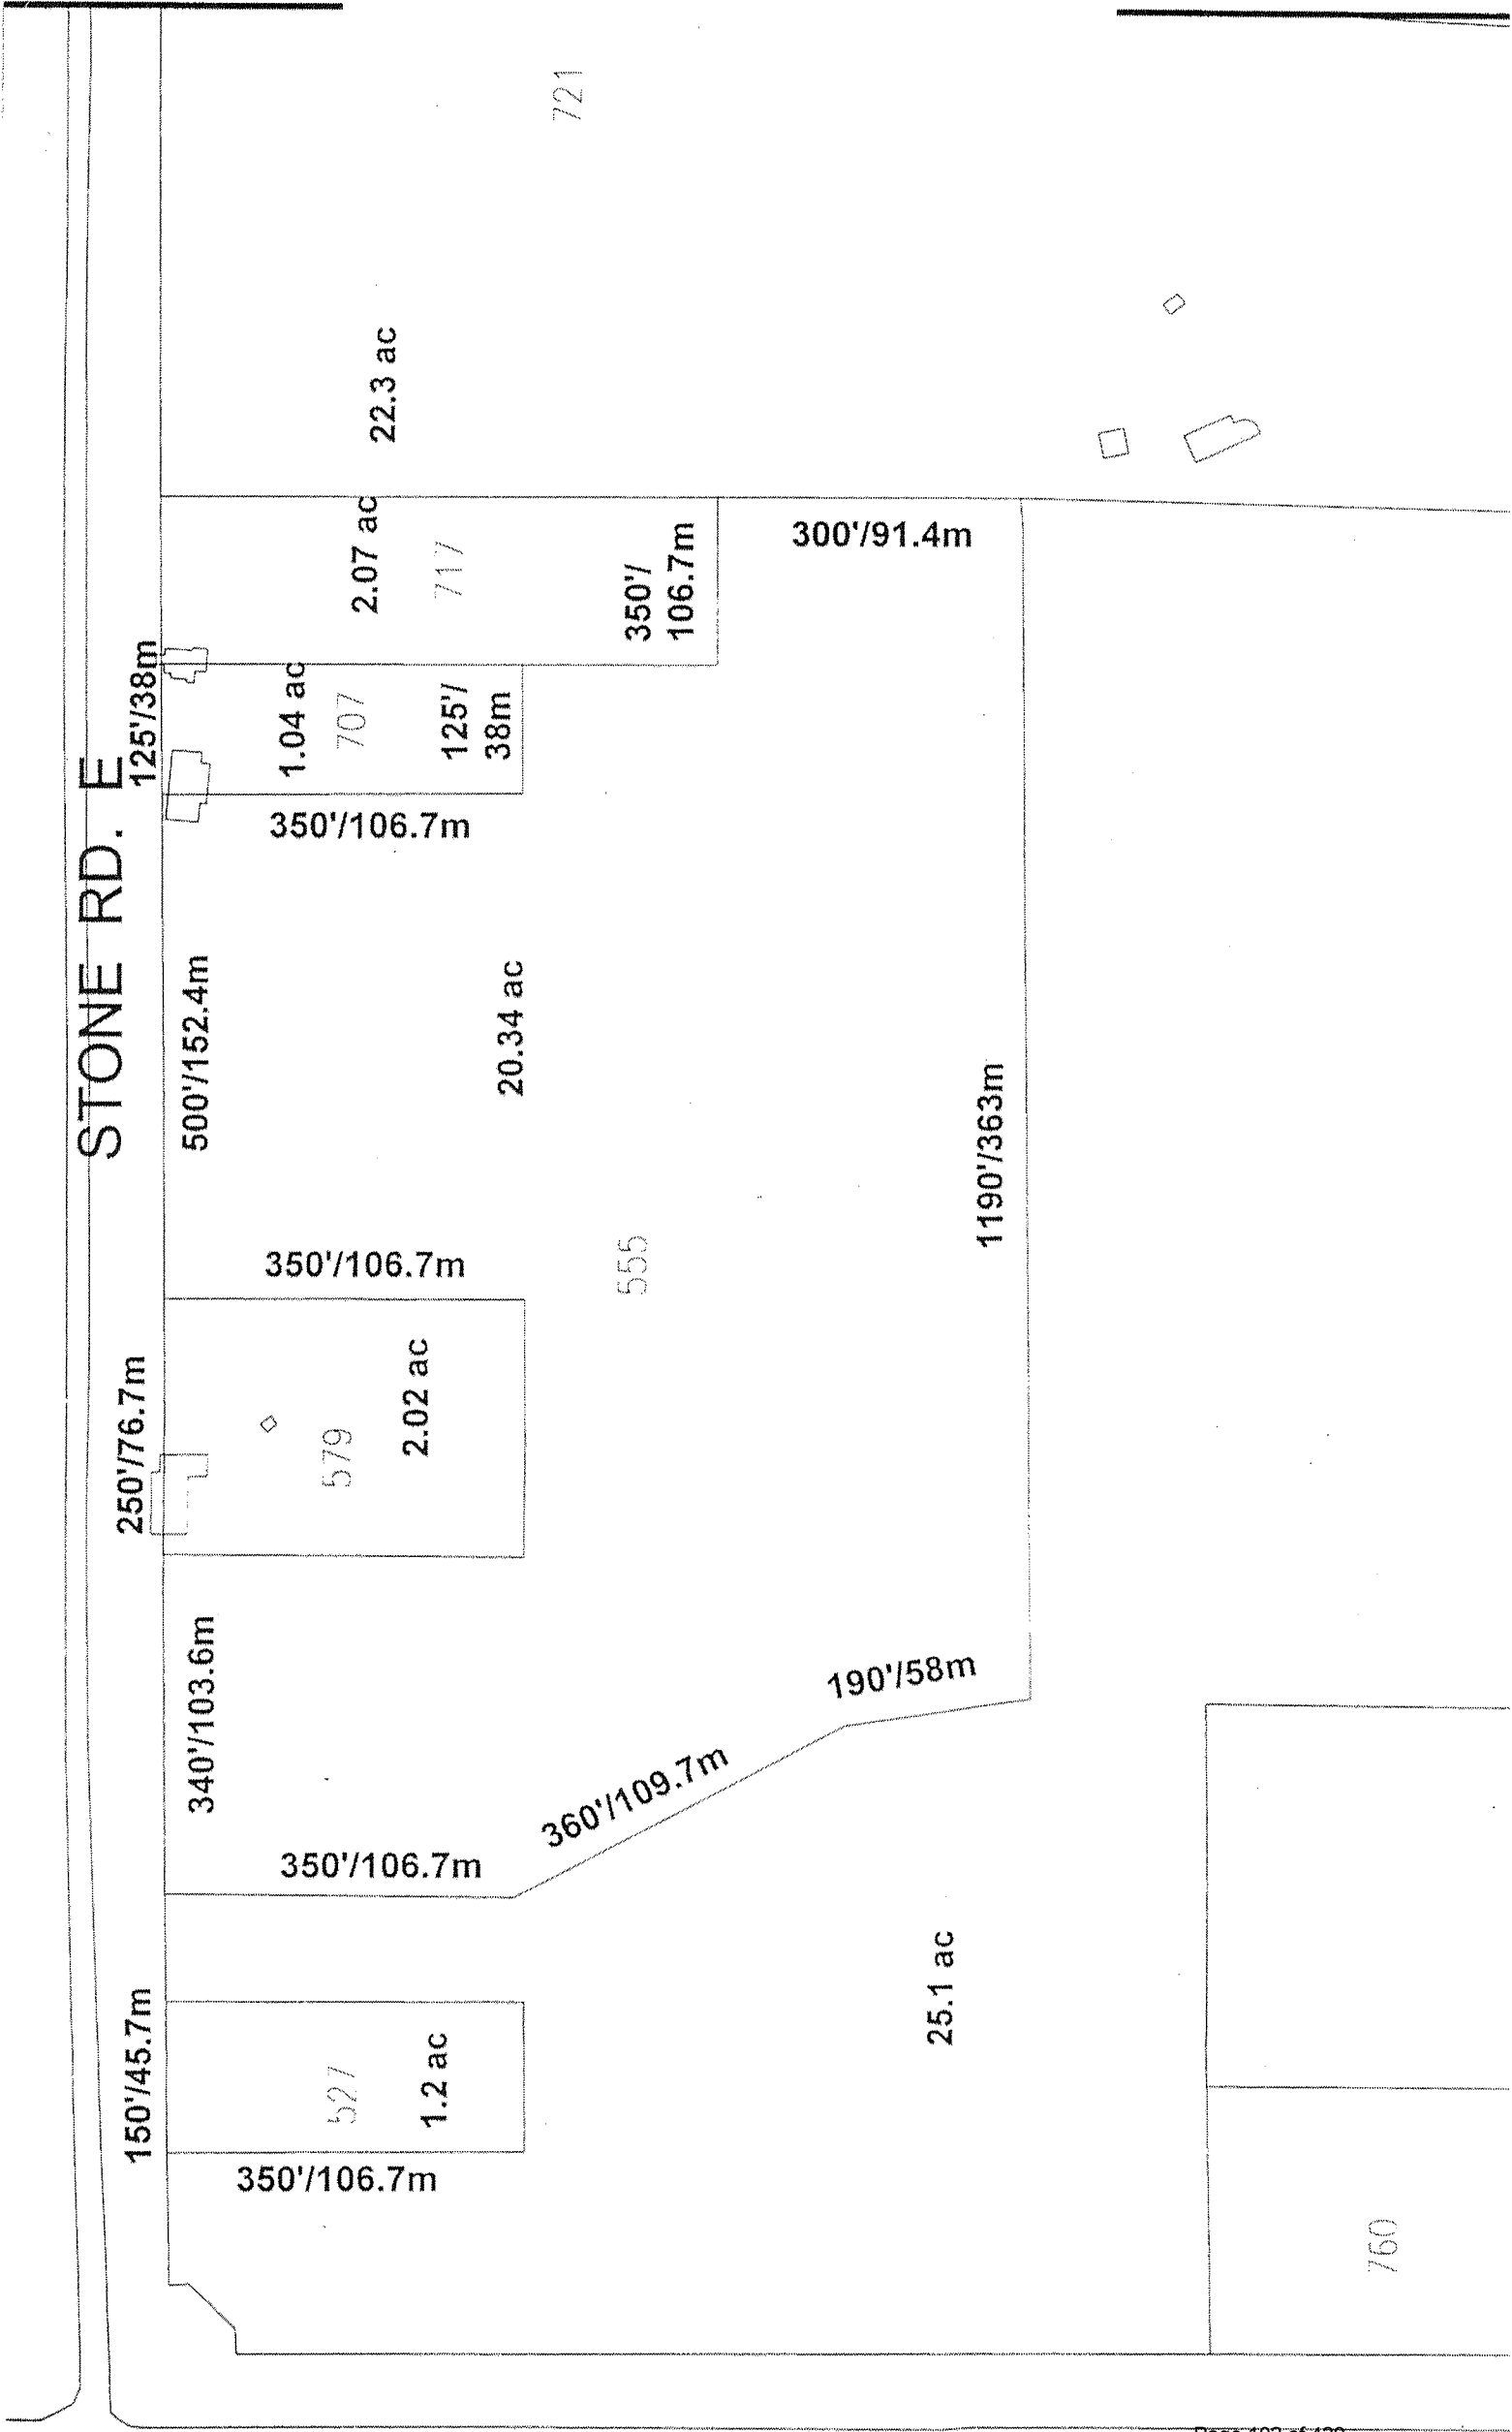 STONE RD. E
150'/45.7m
250'/76.7m
125'/38m
340'/103.6m
500'/152.4m
350'/106.7m
527
1.2 ac
350'/106.7m
579
2.02 ac
350'/106.7m
350'/106.7m
1.04 ac
707
125'/
38m
2.07 ac
717
350'/
106.7m
22.3 ac
721
20.34 ac
555
360'/109.7m
190'/58m
300'/91.4m
1190'/363m
25.1 ac
760